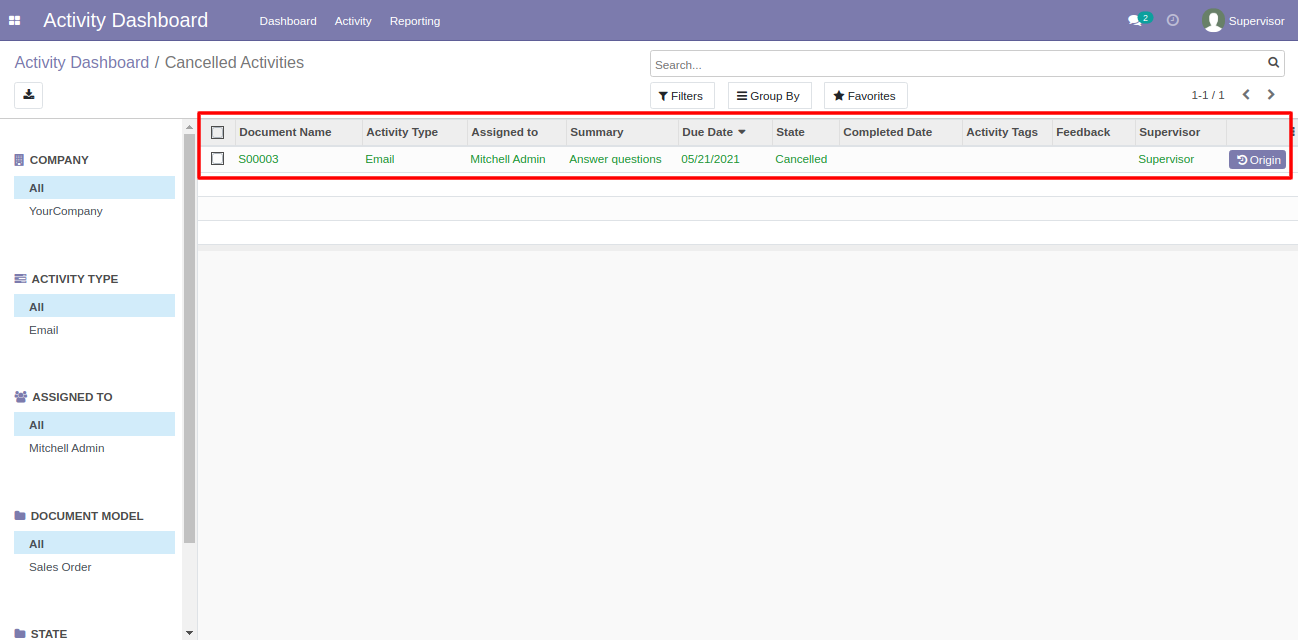 Activity Dashboard Dashboard Activity Reporting 2 Supervisor
Activity Dashboard / Cancelled Activities
Search...
Filters Group By Favorites 1-1 / 1
Document Name Activity Type Assigned to Summary Due Date State Completed Date Activity Tags Feedback Supervisor
S00003 Email Mitchell Admin Answer questions 05/21/2021 Cancelled Supervisor Origin
COMPANY
All
YourCompany
ACTIVITY TYPE
All
Email
ASSIGNED TO
All
Mitchell Admin
DOCUMENT MODEL
All
Sales Order
STATE